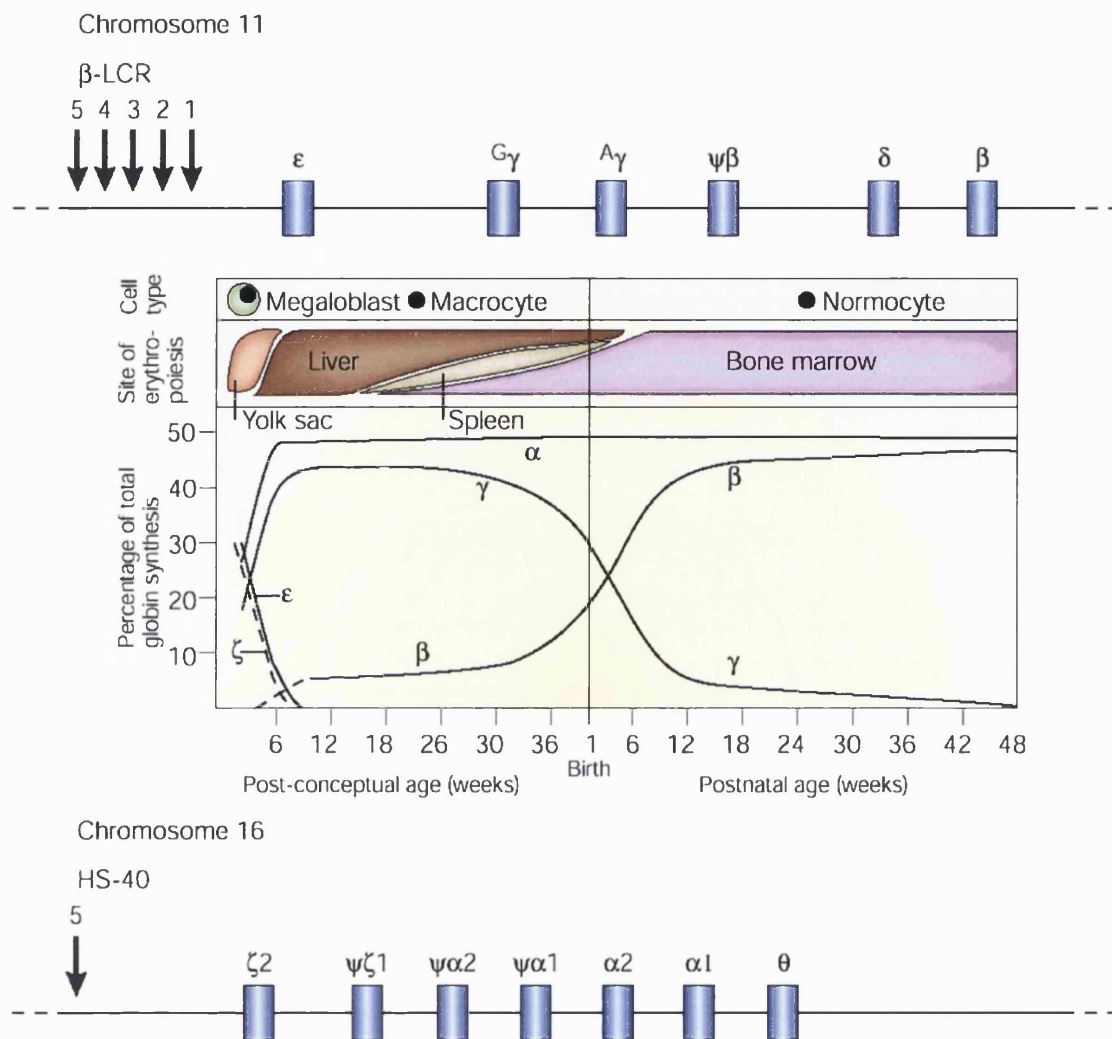 Chromosome 11
β-LCR
5 4 3 2 1
ε Gγ Aγ ψβ δ β
Cell type
Megaloblast Macrocyte Normocyte
Site of erythro-poiesis
Liver Bone marrow
Yolk sac Spleen
Percentage of total globin synthesis
50
40
30
20
10
α
γ
β
ε
ζ
β
γ
6 12 18 26 30 36 1 6 12 18 24 30 36 42 48
Birth
Post-conceptual age (weeks) Postnatal age (weeks)
Chromosome 16
HS-40
5
ζ2 ψζ1 ψα2 ψα1 α2 α1 θ